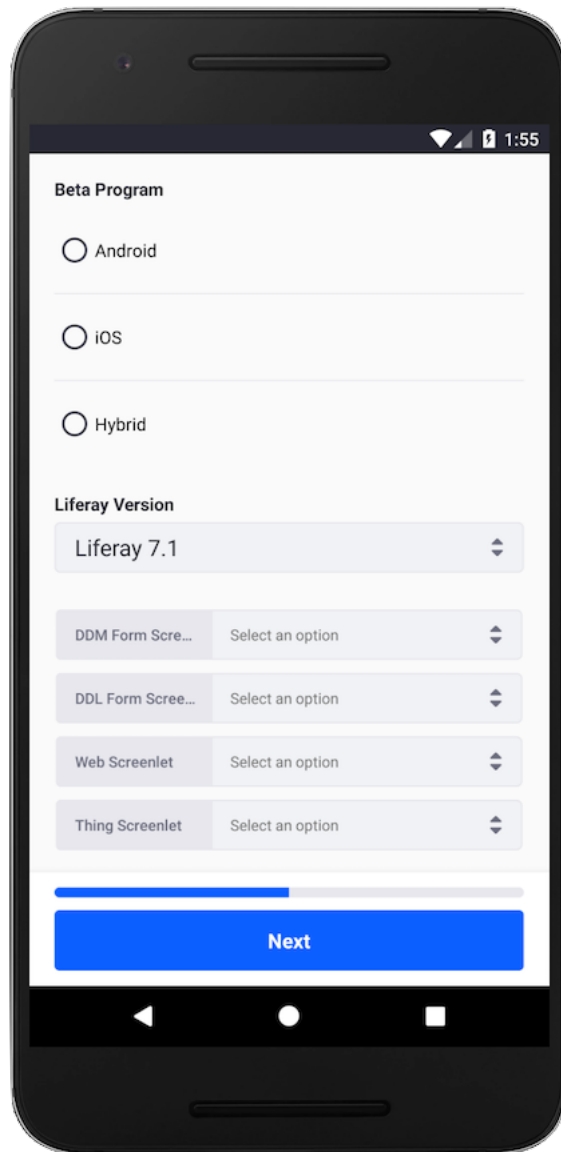 1:55
Beta Program
Android
iOS
Hybrid
Liferay Version
Liferay 7.1
DDM Form Scre... Select an option
DDL Form Scree... Select an option
Web Screenlet Select an option
Thing Screenlet Select an option
Next